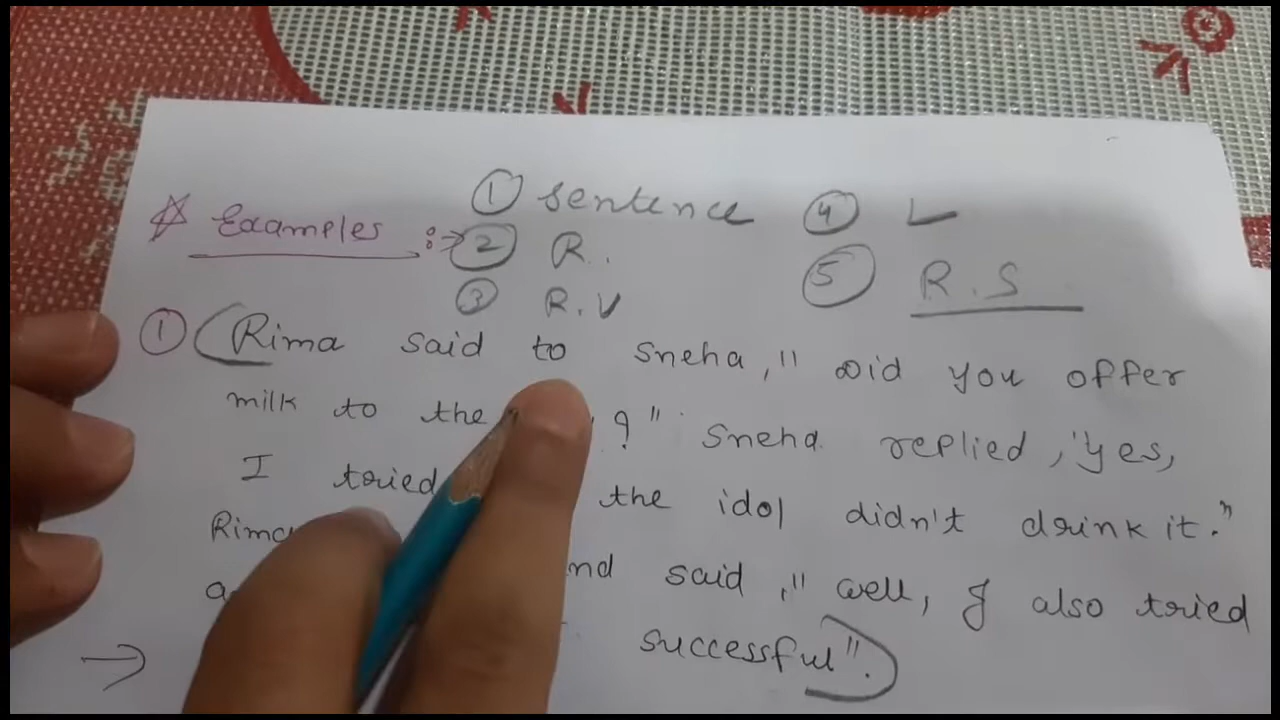 Examples :→
① Sentence
② R.
③ R.V
④ L
⑤ R.S
① Rima said to Sneha, " Did you offer
milk to the ?" Sneha replied, "Yes,
I tried the idol didn't drink it."
Rima
and said ," well, I also tried
successful".
→